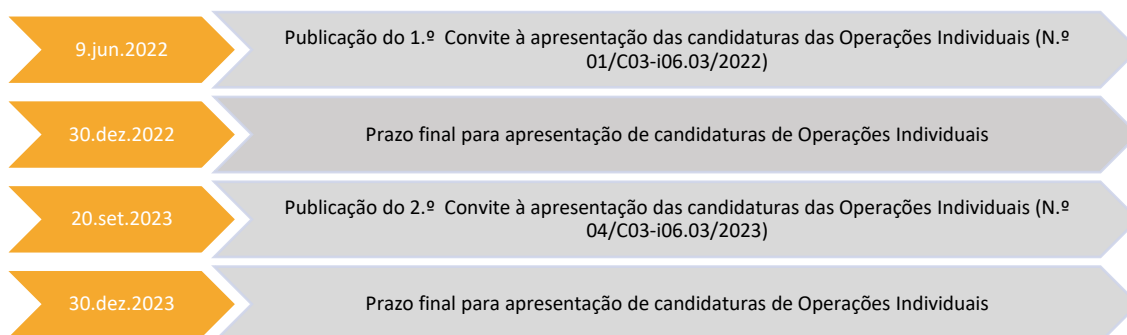 9.jun.2022
Publicação do 1.º Convite à apresentação das candidaturas das Operações Individuais (N.º
01/C03-i06.03/2022)
30.dez.2022
Prazo final para apresentação de candidaturas de Operações Individuais
20.set.2023
Publicação do 2.º Convite à apresentação das candidaturas das Operações Individuais (N.º
04/C03-i06.03/2023)
30.dez.2023
Prazo final para apresentação de candidaturas de Operações Individuais